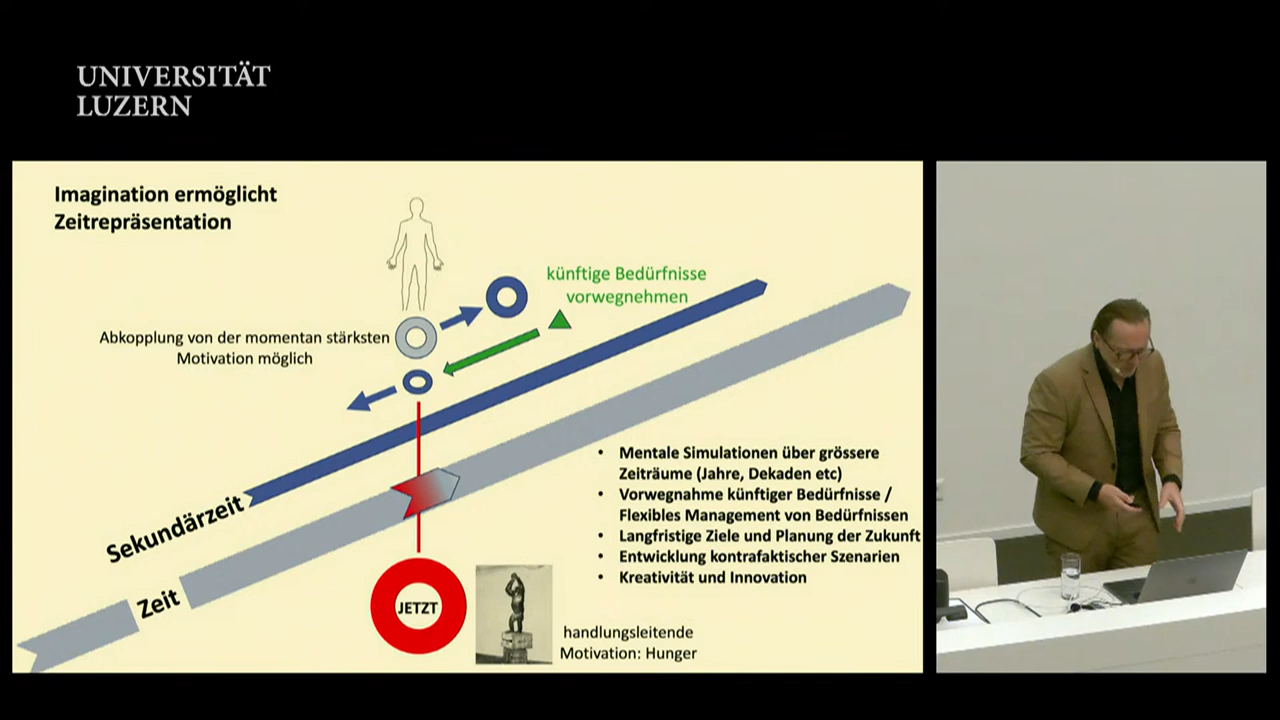 UNIVERSITÄT
LUZERN
Imagination ermöglicht
Zeitrepräsentation
künftige Bedürfnisse
vorwegnehmen
Abkopplung von der momentan stärksten
Motivation möglich
Sekundärzeit
Zeit
JETZT
• Mentale Simulationen über grössere
Zeiträume (Jahre, Dekaden etc)
• Vorwegnahme künftiger Bedürfnisse /
Flexibles Management von Bedürfnissen
• Langfristige Ziele und Planung der Zukunft
• Entwicklung kontrafaktischer Szenarien
• Kreativität und Innovation
handlungsleitende
Motivation: Hunger